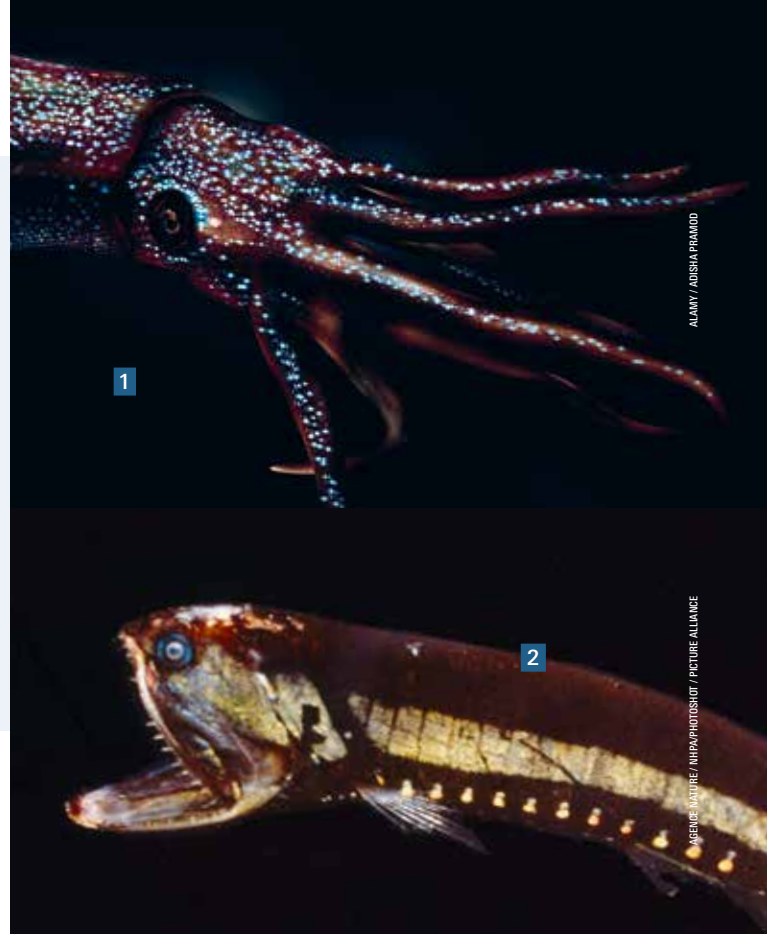 ALAMY / ADISHA PRAMOD
1
2
AGENCE NATURE / NHPA/PHOTOSHOT / PICTURE ALLIANCE